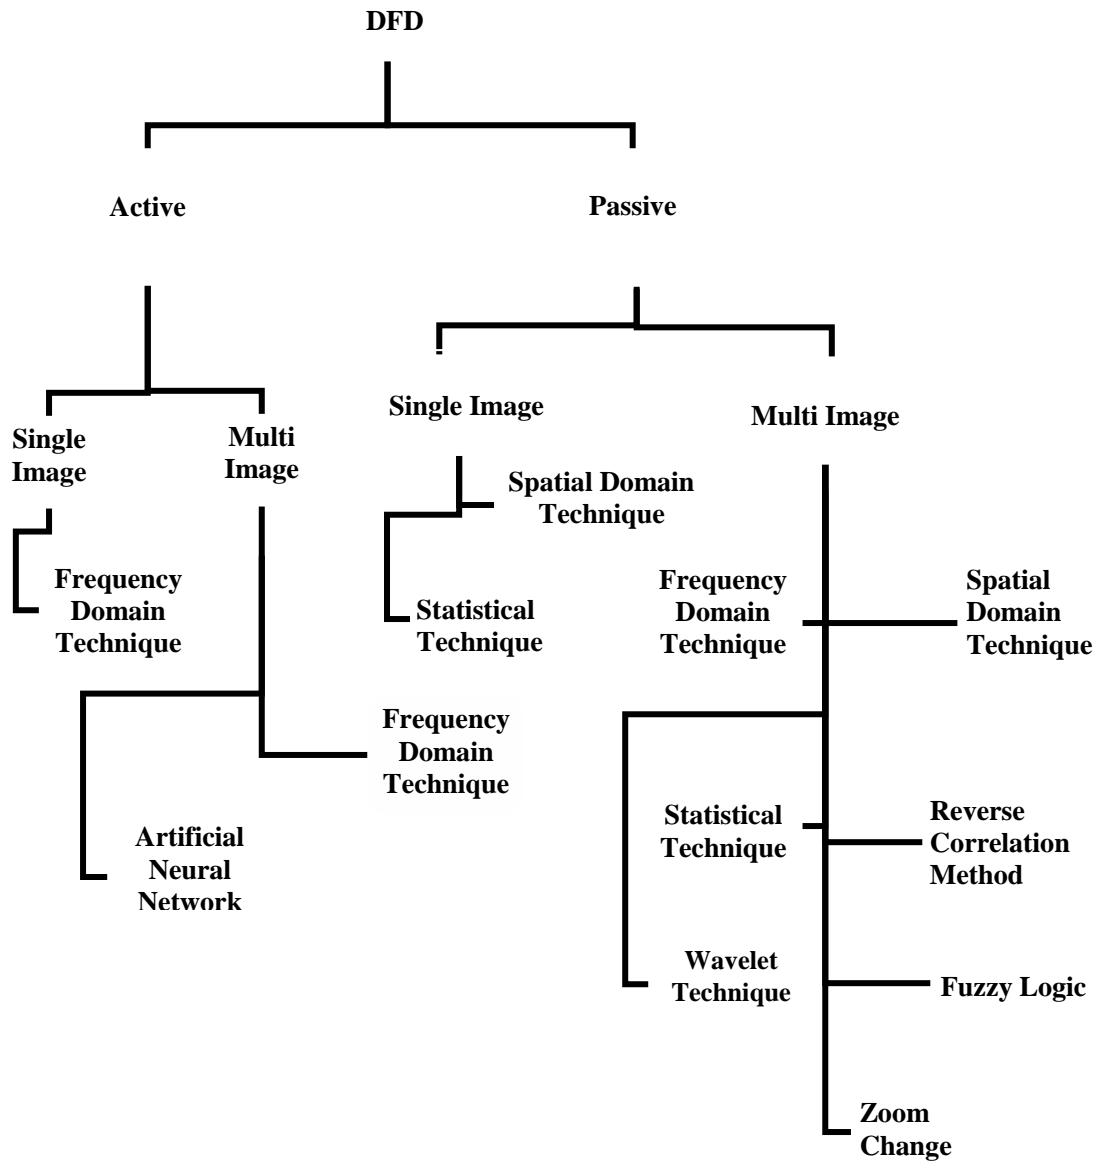 DFD
Active
Passive
Single
Image
Multi
Image
Single Image
Multi Image
Frequency
Domain
Technique
Spatial Domain
Technique
Statistical
Technique
Frequency
Domain
Technique
Spatial
Domain
Technique
Artificial
Neural
Network
Frequency
Domain
Technique
Statistical
Technique
Reverse
Correlation
Method
Wavelet
Technique
Fuzzy Logic
Zoom
Change